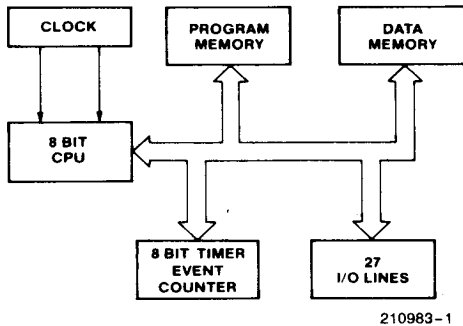 CLOCK
PROGRAM
MEMORY
DATA
MEMORY
8 BIT
CPU
8 BIT TIMER
EVENT
COUNTER
27
I/O LINES
210983-1